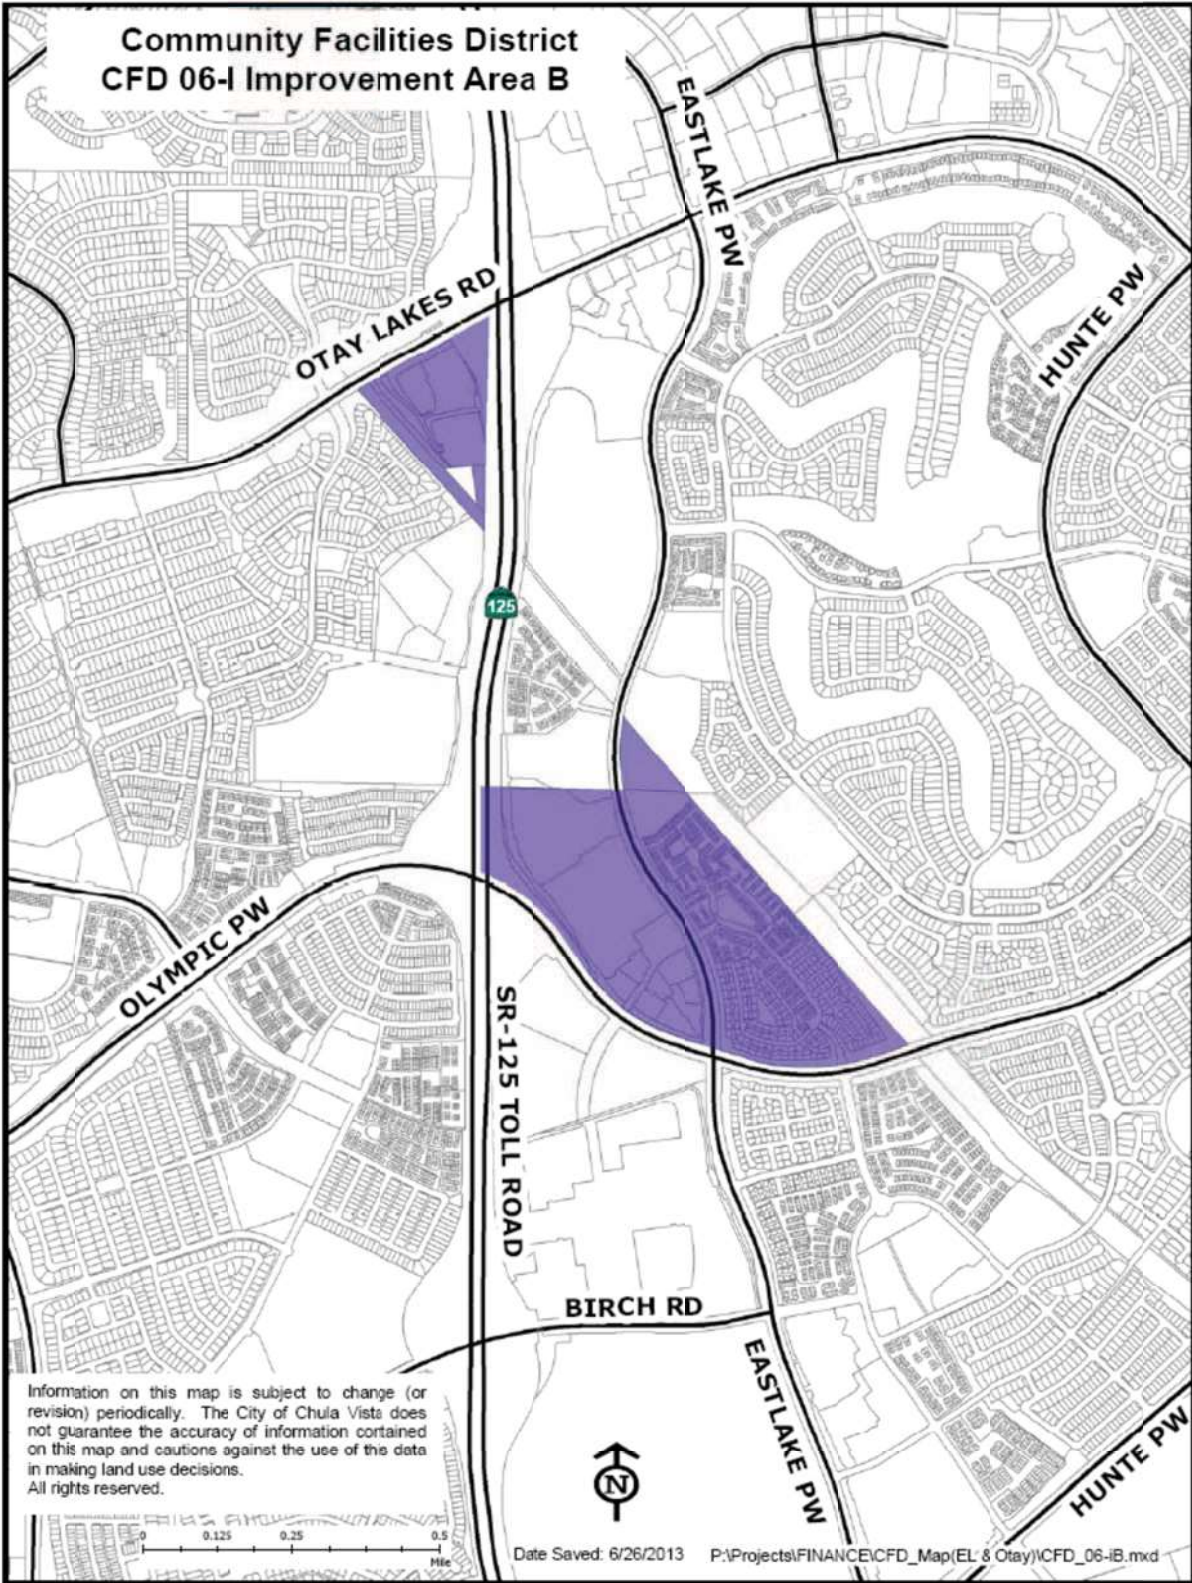 Community Facilities District
CFD 06-I Improvement Area B
EASTLAKE PW
OTAY LAKES RD
HUNTE PW
125
OLYMPIC PW
SR-125 TOLL ROAD
BIRCH RD
EASTLAKE PW
HUNTE PW
Information on this map is subject to change (or
revision) periodically. The City of Chula Vista does
not guarantee the accuracy of information contained
on this map and cautions against the use of this data
in making land use decisions.
All rights reserved.
N
0 0.125 0.25 0.5
Mile
Date Saved: 6/26/2013 P:\Projects\FINANCE\CFD_Map(EL & Otay)\CFD_06-iB.mxd